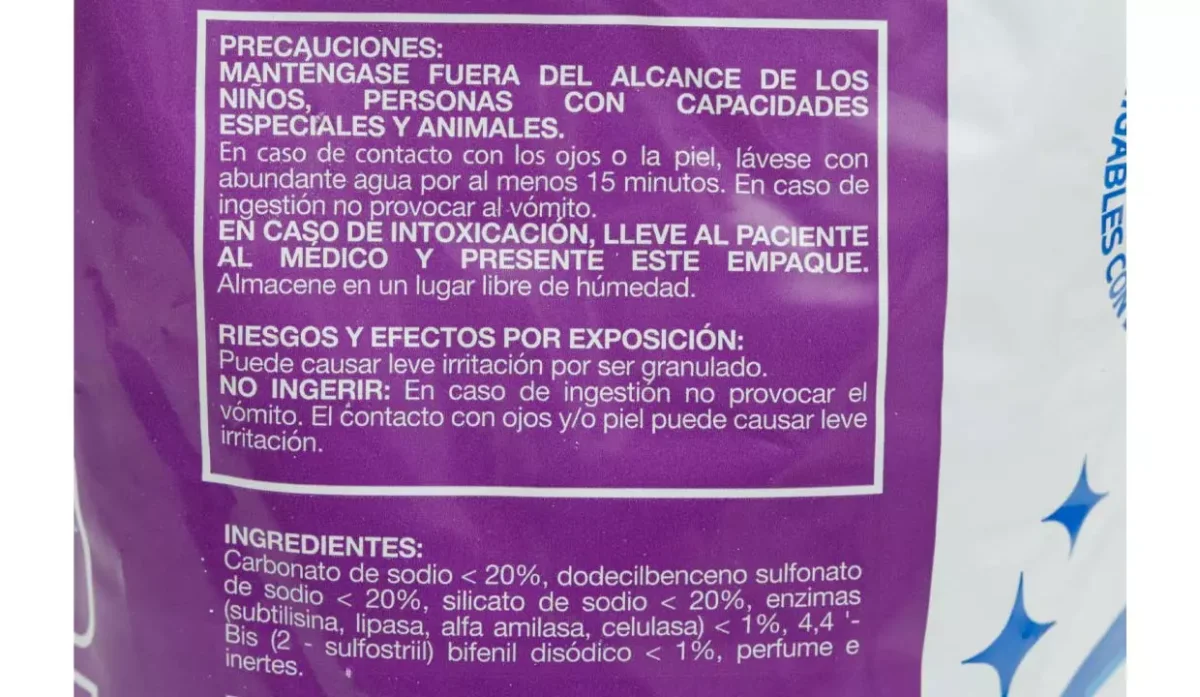 PRECAUCIONES:
MANTÉNGASE FUERA DEL ALCANCE DE LOS
NIÑOS, PERSONAS CON CAPACIDADES
ESPECIALES Y ANIMALES.
En caso de contacto con los ojos o la piel, lávese con
abundante agua por al menos 15 minutos. En caso de
ingestión no provocar al vómito.
EN CASO DE INTOXICACIÓN, LLEVE AL PACIENTE
AL MÉDICO Y PRESENTE ESTE EMPAQUE.
Almacene en un lugar libre de húmedad.
RIESGOS Y EFECTOS POR EXPOSICIÓN:
Puede causar leve irritación por ser granulado.
NO INGERIR: En caso de ingestión no provocar el
vómito. El contacto con ojos y/o piel puede causar leve
irritación.
INGREDIENTES:
Carbonato de sodio < 20%, dodecilbenceno sulfonato
de sodio < 20%, silicato de sodio < 20%, enzimas
(subtilisina, lipasa, alfa amilasa, celulasa) < 1%, 4,4 '-
Bis (2 - sulfostriil) bifenil disódico < 1%, perfume e
inertes.
CON